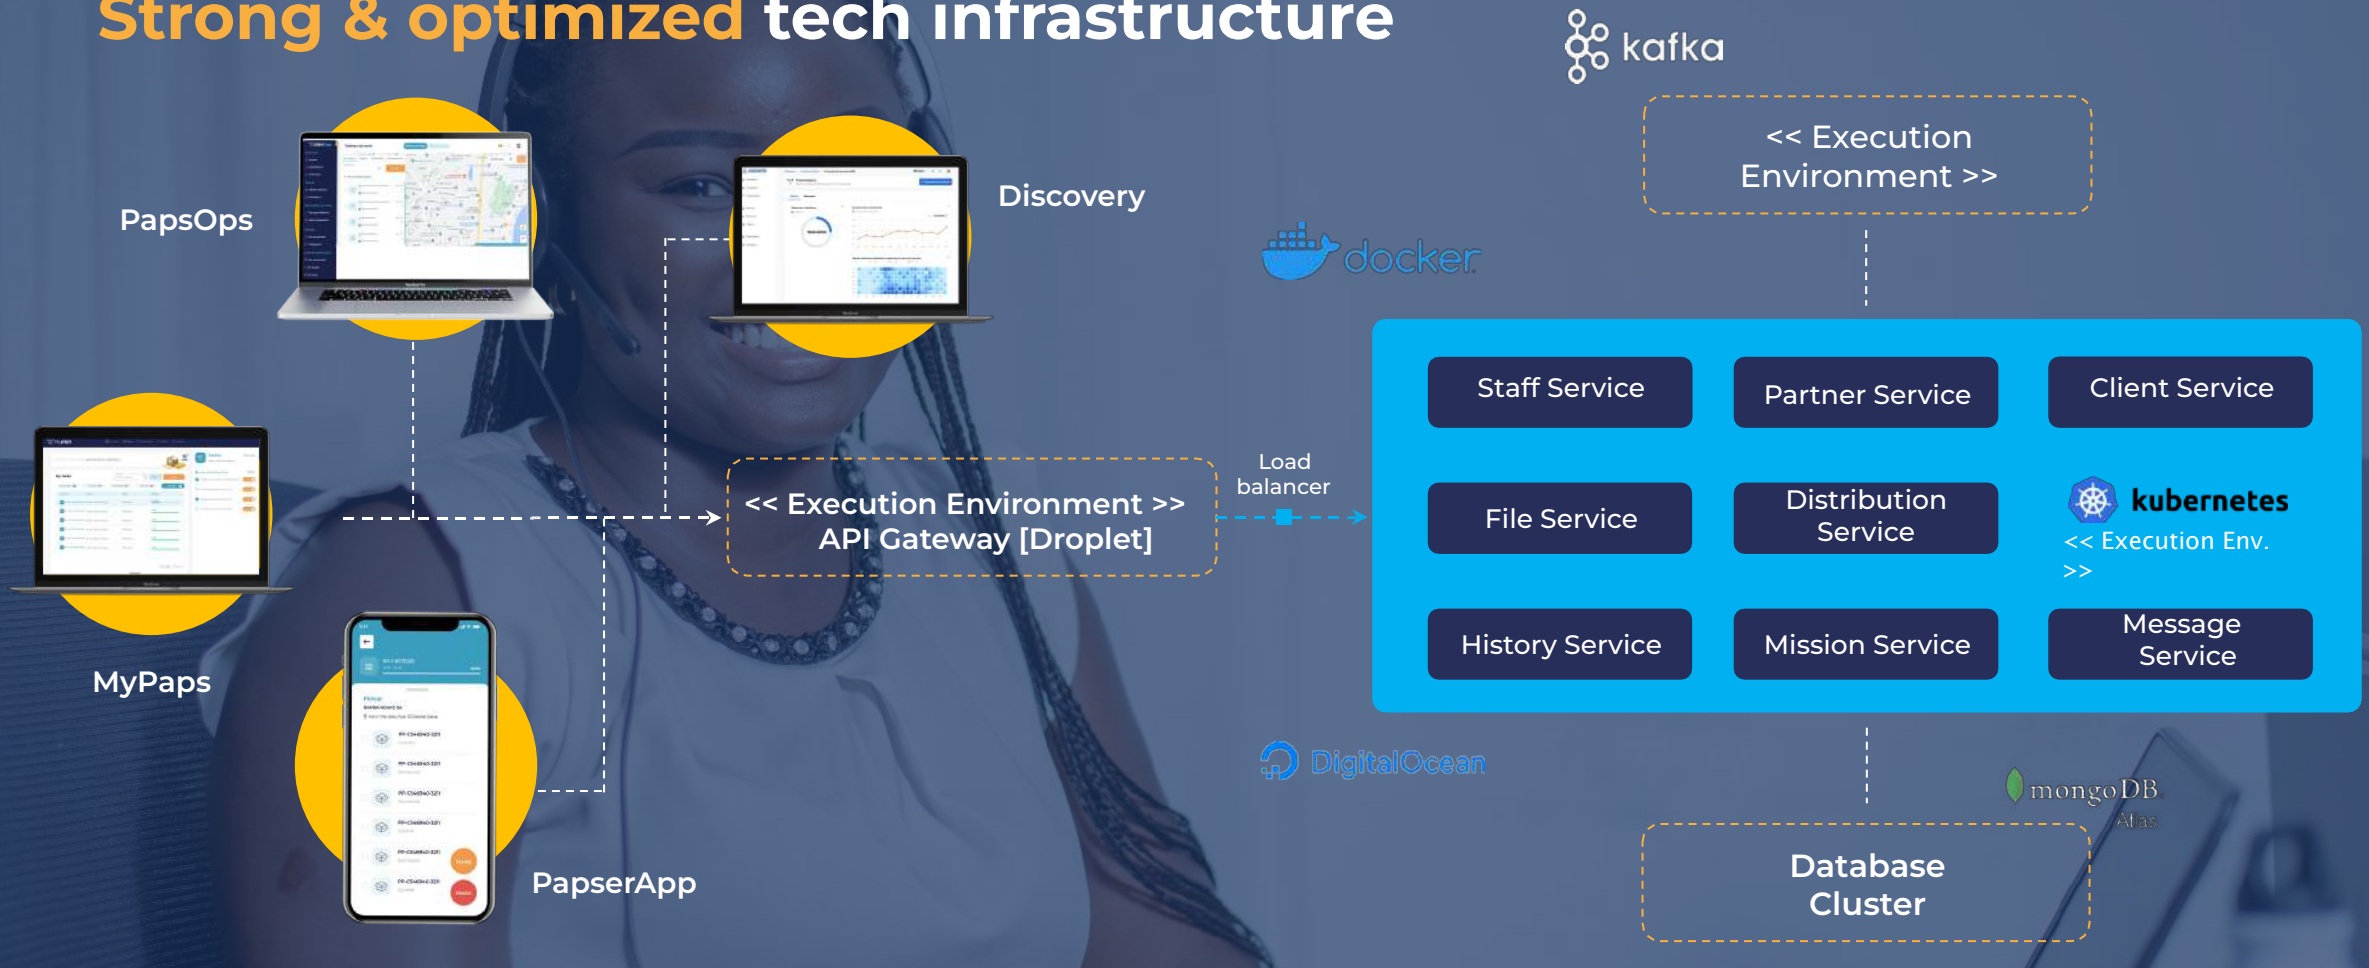 Strong & optimized tech infrastructure
kafka
<< Execution
Environment >>
PapsOps
Discovery
docker
Staff Service
Partner Service
Client Service
Load
balancer
<< Execution Environment >>
API Gateway [Droplet]
File Service
Distribution
Service
kubernetes
<< Execution Env.
>>
History Service
Mission Service
Message
Service
MyPaps
Pickup
DigitalOcean
mongoDB.
Atlas
PapserApp
Database
Cluster